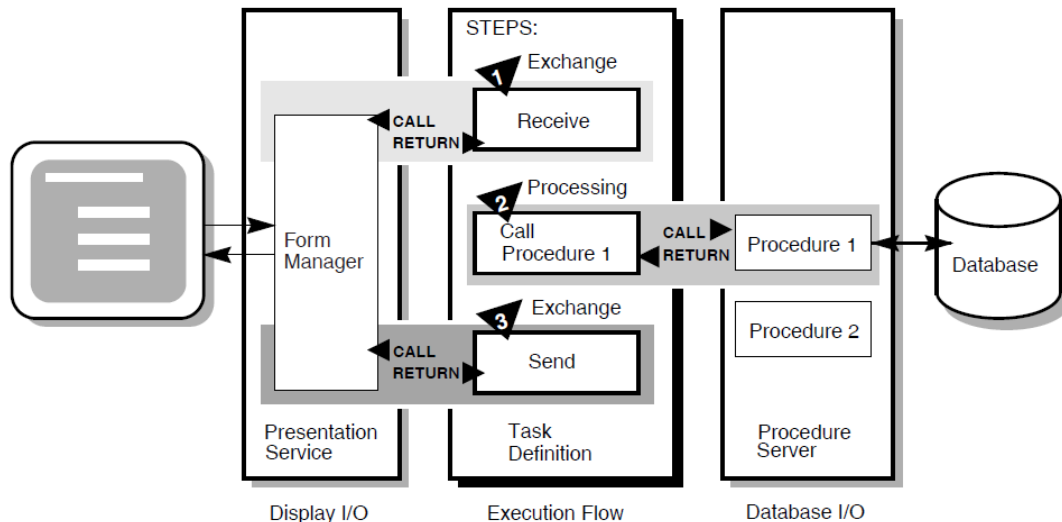 STEPS:
1
Exchange
Receive
CALL
RETURN
2
Processing
Call
Procedure 1
CALL
RETURN
Procedure 1
Database
Form
Manager
Procedure 2
3
Exchange
Send
CALL
RETURN
Presentation
Service
Task
Definition
Procedure
Server
Display I/O
Execution Flow
Database I/O